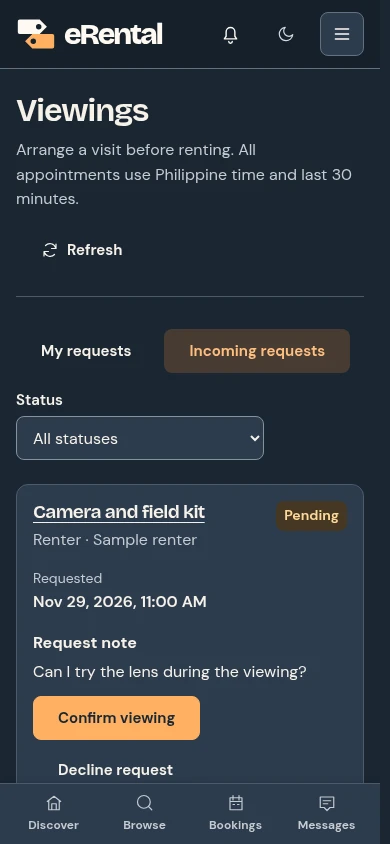 eRental
Viewings
Arrange a visit before renting. All
appointments use Philippine time and last 30
minutes.
Refresh
My requests
Incoming requests
Status
All statuses
Camera and field kit
Pending
Renter · Sample renter
Requested
Nov 29, 2026, 11:00 AM
Request note
Can I try the lens during the viewing?
Confirm viewing
Decline request
Discover
Browse
Bookings
Messages